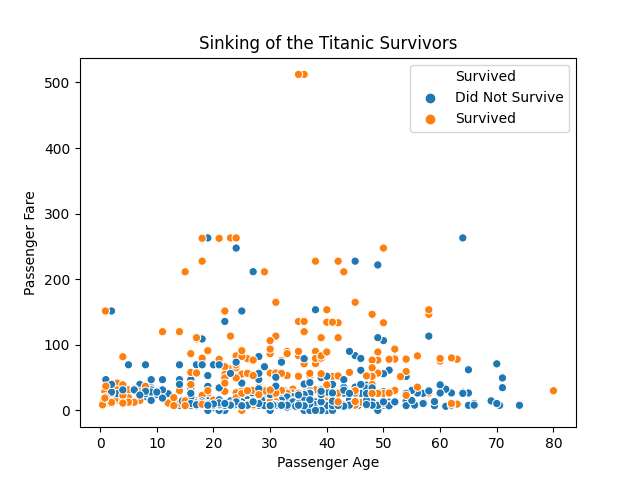 Sinking of the Titanic Survivors
Survived
Did Not Survive
Survived
500
400
300
200
100
0
Passenger Fare
0 10 20 30 40 50 60 70 80
Passenger Age